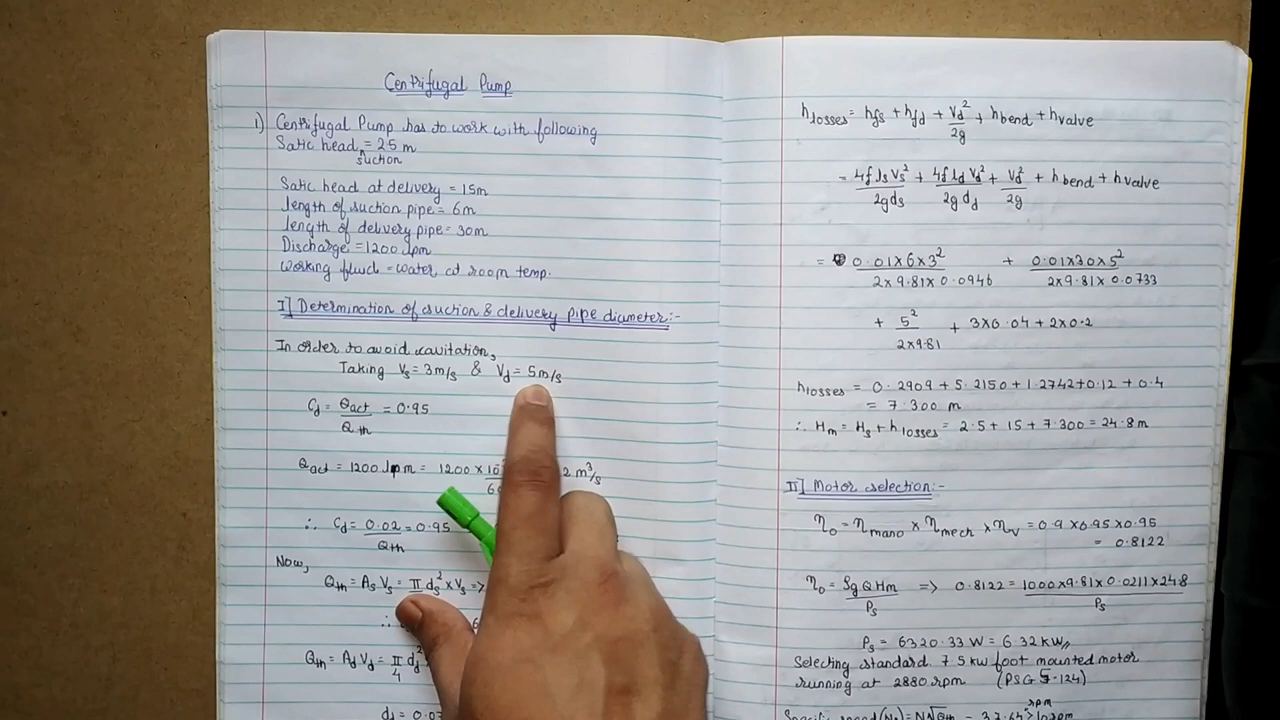 Centrifugal Pump
1) Centrifugal Pump has to work with following
Satic head = 25 m
suction
Satic head at delivery = 15m
length of suction pipe = 6m
length of delivery pipe = 30m
Discharge = 1200 lpm
Working fluid = water at room temp.
I] Determination of suction & delivery pipe diameter:-
In order to avoid cavitation,
Taking Vs = 3m/s & Vd = 5m/s
Cd = Qact / Qth = 0.95
Qact = 1200 lpm = 1200 × 10 2 m³/s
∴ Cd = 0.02 / Qth = 0.95
Now,
Qth = As Vs = π ds² × Vs =>
∴
Qth = Ad Vd = π/4 dd²
hlosses = hfs + hfd + Vd²/2g + hbend + hvalve
= 4f ls Vs²/2gds + 4f ld Vd²/2g dd + Vd²/2g + hbend + hvalve
= 0.01×6×3² / 2×9.81×0.0946 + 0.01×30×5² / 2×9.81×0.0733
+ 5² / 2×9.81 + 3×0.04 + 2×0.2
hlosses = 0.2909 + 5.2150 + 1.2742 + 0.12 + 0.4
= 7.300 m
∴ Hm = Hs + hlosses = 2.5 + 15 + 7.300 = 24.8m
II] Motor selection:-
η0 = ηmano × ηmech × ηv = 0.9 × 0.95 × 0.95
= 0.8122
η0 = ρg Q Hm / Ps => 0.8122 = 1000×9.81×0.0211×24.8 / Ps
Ps = 6320.33 W = 6.32 KW
Selecting standard 7.5 kw foot mounted motor
running at 2880 rpm (PSG 5.124)